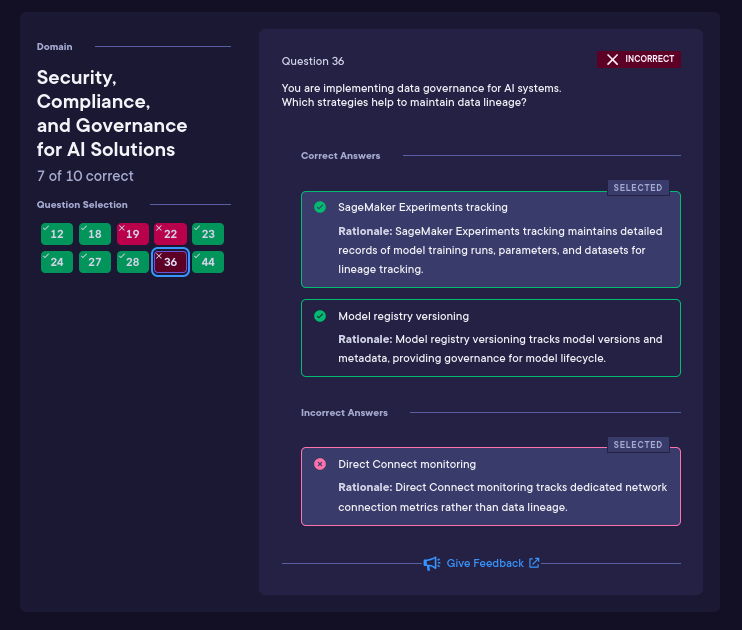 Domain
Security,
Compliance,
and Governance
for AI Solutions
7 of 10 correct
Question Selection
12 18 19 22 23
24 27 28 36 44
Question 36
INCORRECT
You are implementing data governance for AI systems.
Which strategies help to maintain data lineage?
Correct Answers
SELECTED
SageMaker Experiments tracking
Rationale: SageMaker Experiments tracking maintains detailed
records of model training runs, parameters, and datasets for
lineage tracking.
Model registry versioning
Rationale: Model registry versioning tracks model versions and
metadata, providing governance for model lifecycle.
Incorrect Answers
SELECTED
Direct Connect monitoring
Rationale: Direct Connect monitoring tracks dedicated network
connection metrics rather than data lineage.
Give Feedback